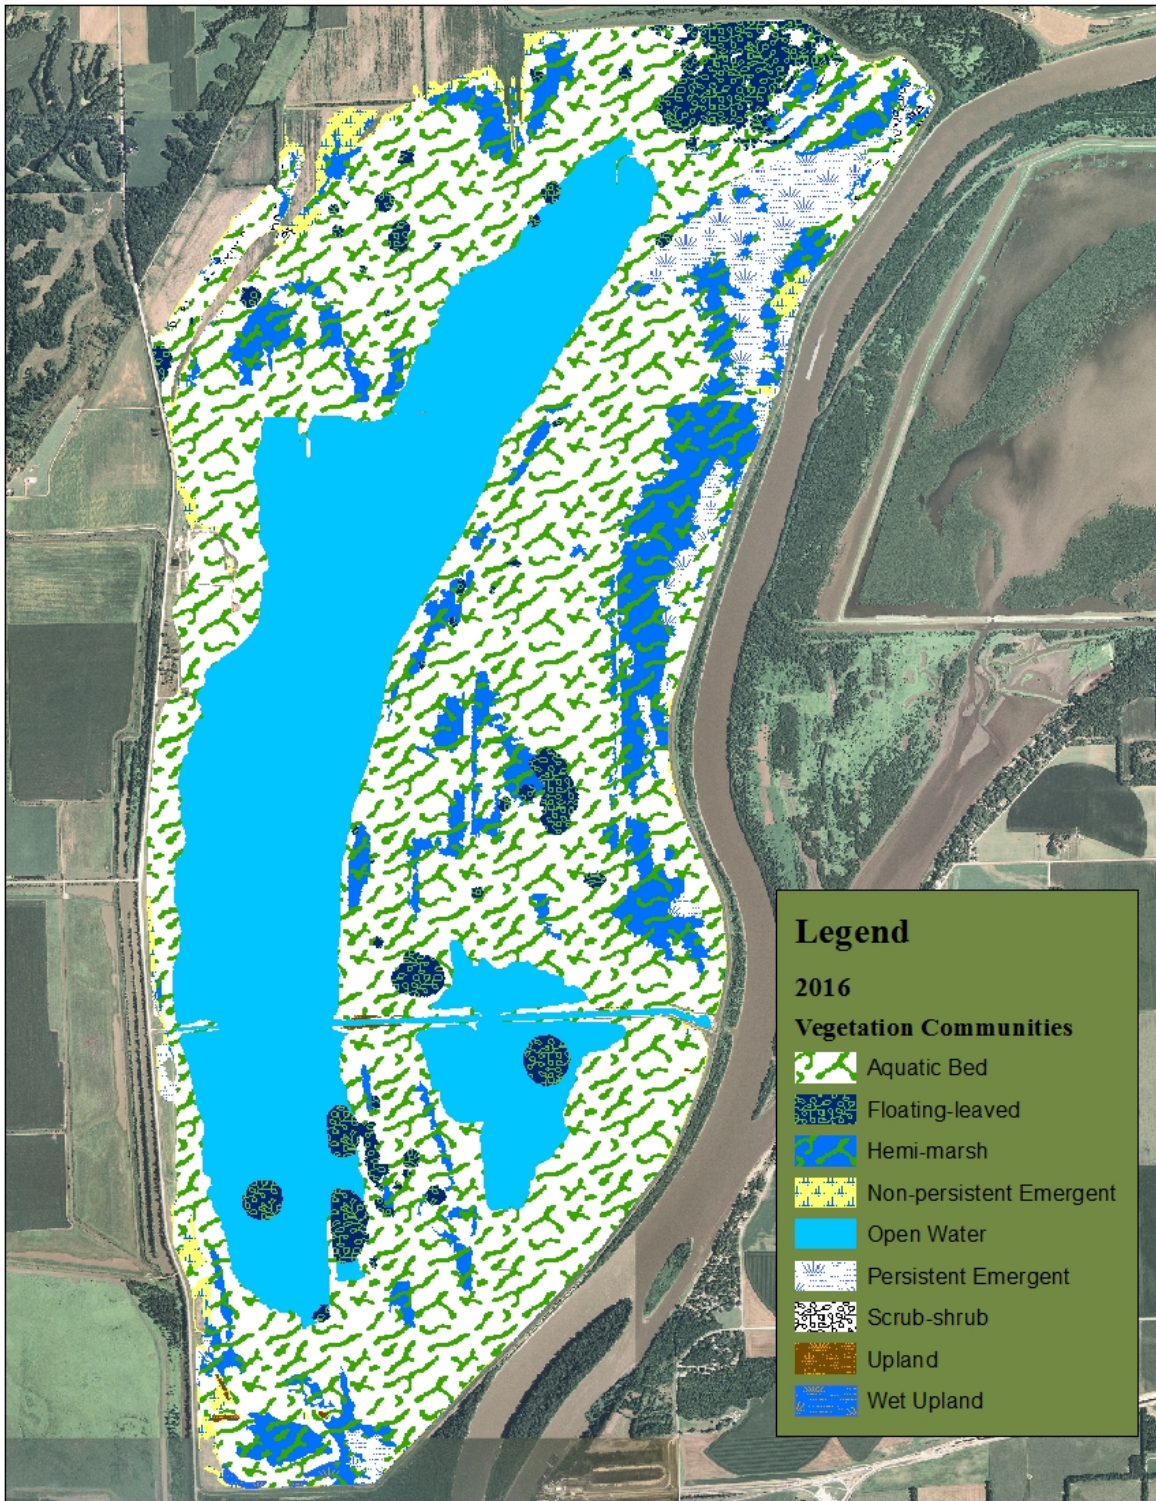 Legend
2016
Vegetation Communities
Aquatic Bed
Floating-leaved
Hemi-marsh
Non-persistent Emergent
Open Water
Persistent Emergent
Scrub-shrub
Upland
Wet Upland